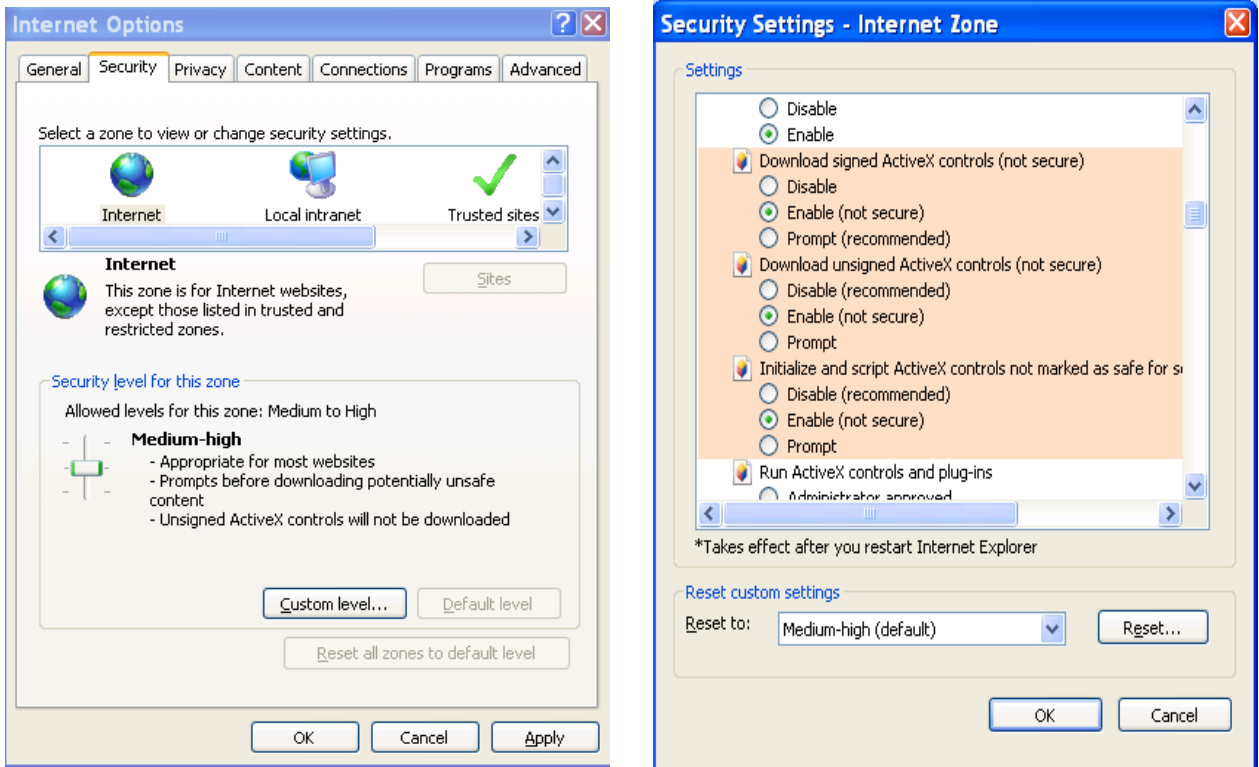 Internet Options
General Security Privacy Content Connections Programs Advanced
Select a zone to view or change security settings.
Internet Local intranet Trusted sites
Internet
Sites
This zone is for Internet websites,
except those listed in trusted and
restricted zones.
Security level for this zone
Allowed levels for this zone: Medium to High
Medium-high
- Appropriate for most websites
- Prompts before downloading potentially unsafe
content
- Unsigned ActiveX controls will not be downloaded
Custom level... Default level
Reset all zones to default level
OK Cancel Apply
Security Settings - Internet Zone
Settings
Disable
Enable
Download signed ActiveX controls (not secure)
Disable
Enable (not secure)
Prompt (recommended)
Download unsigned ActiveX controls (not secure)
Disable (recommended)
Enable (not secure)
Prompt
Initialize and script ActiveX controls not marked as safe for
Disable (recommended)
Enable (not secure)
Prompt
Run ActiveX controls and plug-ins
Administrator approved
*Takes effect after you restart Internet Explorer
Reset custom settings
Reset to: Medium-high (default) Reset...
OK Cancel